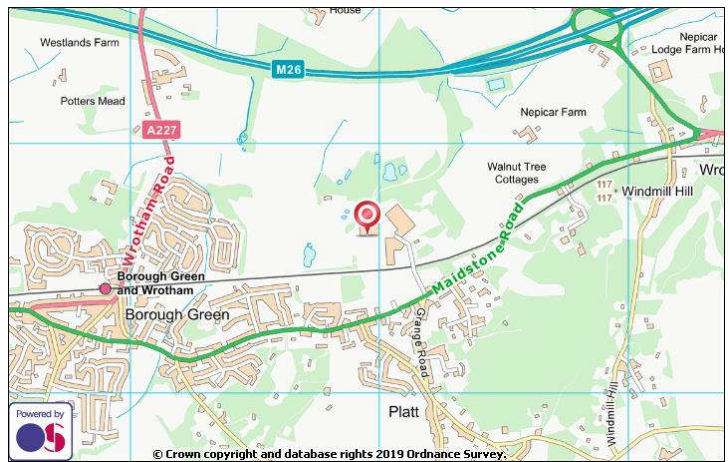 House
Westlands Farm
M26
Nepicar
Lodge Farm Ho
Potters Mead
A227
Nepicar Farm
Wrotham Road
Walnut Tree
Cottages
Wro
117
117
Windmill Hill
Maidstone Road
Borough Green
and Wrotham
Borough Green
Grange Road
Platt
Windmill Hill
Powered by
OS
© Crown copyright and database rights 2019 Ordnance Survey.